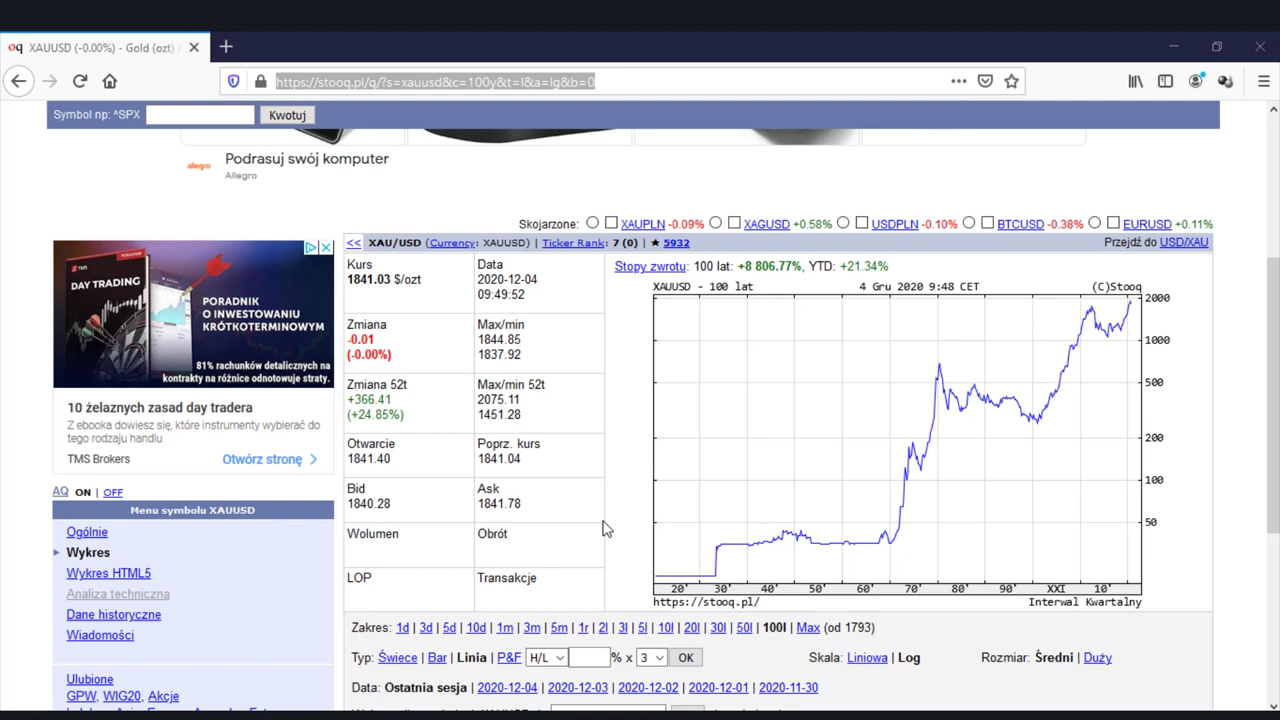 oq XAUUSD (-0.00%) - Gold (ozt)
https://stooq.pl/q/?s=xauusd&c=100y&t=l&a=lg&b=0
Symbol np: ^SPX Kwotuj
allegro
Podrasuj swój komputer
Allegro
Skojarzone: XAUPLN -0.09% XAGUSD +0.58% USDPLN -0.10% BTCUSD -0.38% EURUSD +0.11%
<< XAU/USD (Currency: XAUUSD) | Ticker Rank: 7 (0) | ★ 5932 Przejdź do USD/XAU
Kurs
1841.03 $/ozt
Data
2020-12-04
09:49:52
Zmiana
-0.01
(-0.00%)
Max/min
1844.85
1837.92
Zmiana 52t
+366.41
(+24.85%)
Max/min 52t
2075.11
1451.28
Otwarcie
1841.40
Poprz. kurs
1841.04
Bid
1840.28
Ask
1841.78
Wolumen
Obrót
LOP
Transakcje
Stopy zwrotu: 100 lat: +8 806.77%, YTD: +21.34%
XAUUSD - 100 lat 4 Gru 2020 9:48 CET (C)Stooq
2000
1000
500
200
100
50
20' 30' 40' 50' 60' 70' 80' 90' XXI 10'
https://stooq.pl/ Interwal Kwartalny
DAY TRADING
PORADNIK
O INWESTOWANIU
KRÓTKOTERMINOWYM
81% rachunków detalicznych na
kontrakty na różnice odnotowuje straty.
10 żelaznych zasad day tradera
Z ebooka dowiesz się, które instrumenty wybierać do
tego rodzaju handlu
TMS Brokers Otwórz stronę
AQ ON | OFF
Menu symbolu XAUUSD
Ogólnie
Wykres
Wykres HTML5
Analiza techniczna
Dane historyczne
Wiadomości
Ulubione
GPW, WIG20, Akcje
Zakres: 1d | 3d | 5d | 10d | 1m | 3m | 5m | 1r | 2l | 3l | 5l | 10l | 20l | 30l | 50l | 100l | Max (od 1793)
Typ: Świece | Bar | Linia | P&F H/L % x 3 OK Skala: Liniowa | Log Rozmiar: Średni | Duży
Data: Ostatnia sesja | 2020-12-04 | 2020-12-03 | 2020-12-02 | 2020-12-01 | 2020-11-30